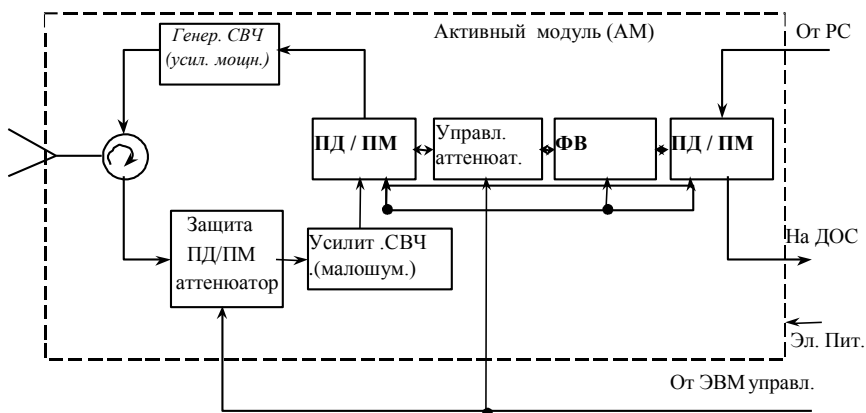 Генер. СВЧ
(усил. мощн.)
Активный модуль (АМ)
От РС
ПД / ПМ
Управл.
аттенюат.
ФВ
ПД / ПМ
Защита
ПД/ПМ
аттенюатор
Усилит .СВЧ
.(малошум.)
На ДОС
Эл. Пит.
От ЭВМ управл.